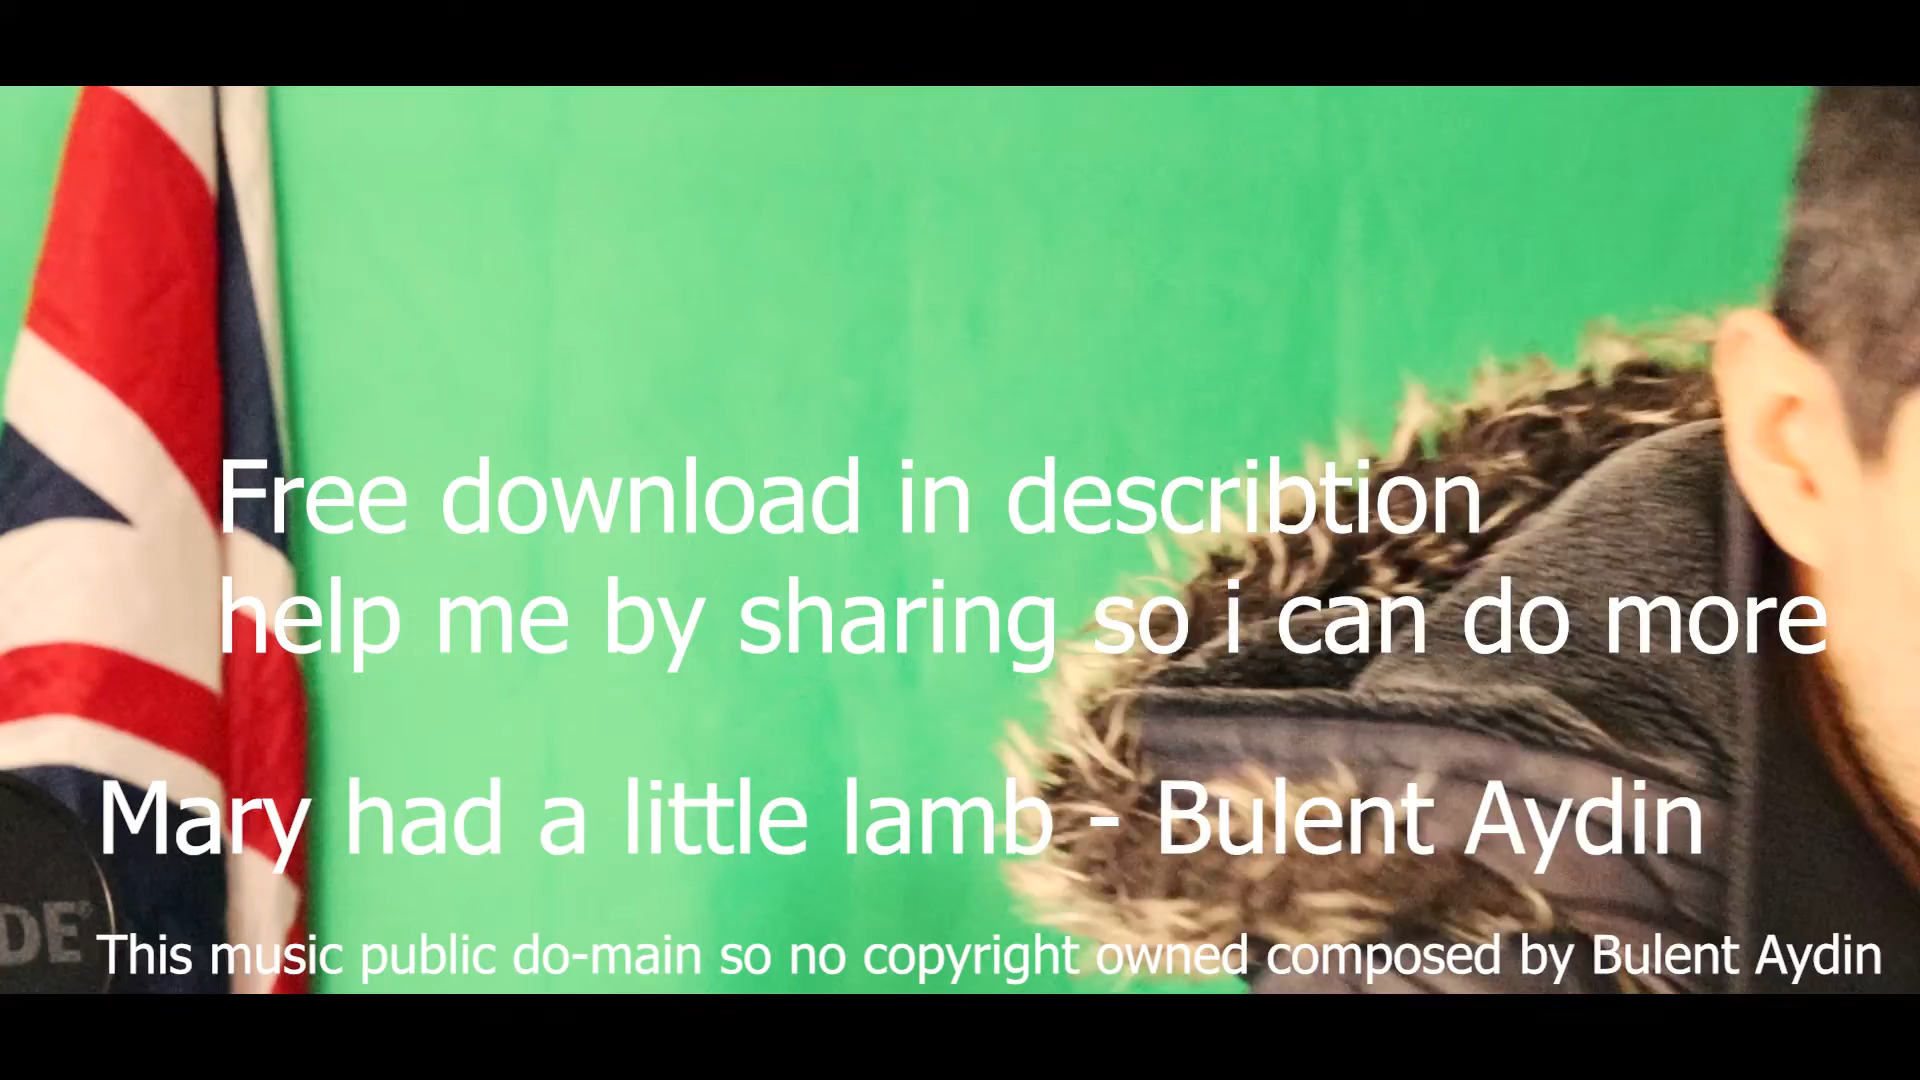 Free download in describtion
help me by sharing so i can do more
Mary had a little lamb - Bulent Aydin
DE®
This music public do-main so no copyright owned composed by Bulent Aydin